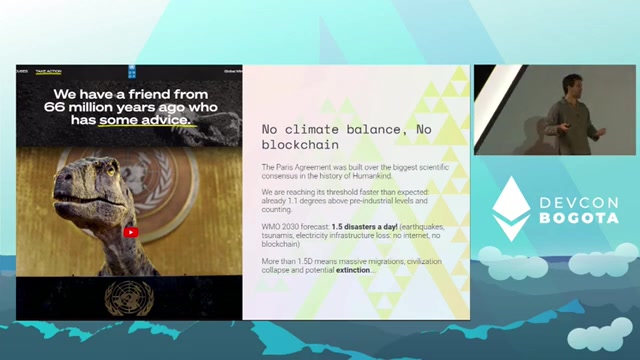 TAKE ACTION
We have a friend from
66 million years ago who
has some advice.
No climate balance, No
blockchain
The Paris Agreement was built over the biggest scientific
consensus in the history of Humankind.
We are reaching its threshold faster than expected:
already 1.1 degrees above pre-industrial levels and
counting.
WMO 2030 forecast: 1.5 disasters a day! (earthquakes,
tsunamis, electricity infrastructure loss: no internet, no
blockchain)
More than 1.5D means massive migrations, civilization
collapse and potential extinction...
DEVCON
BOGOTA